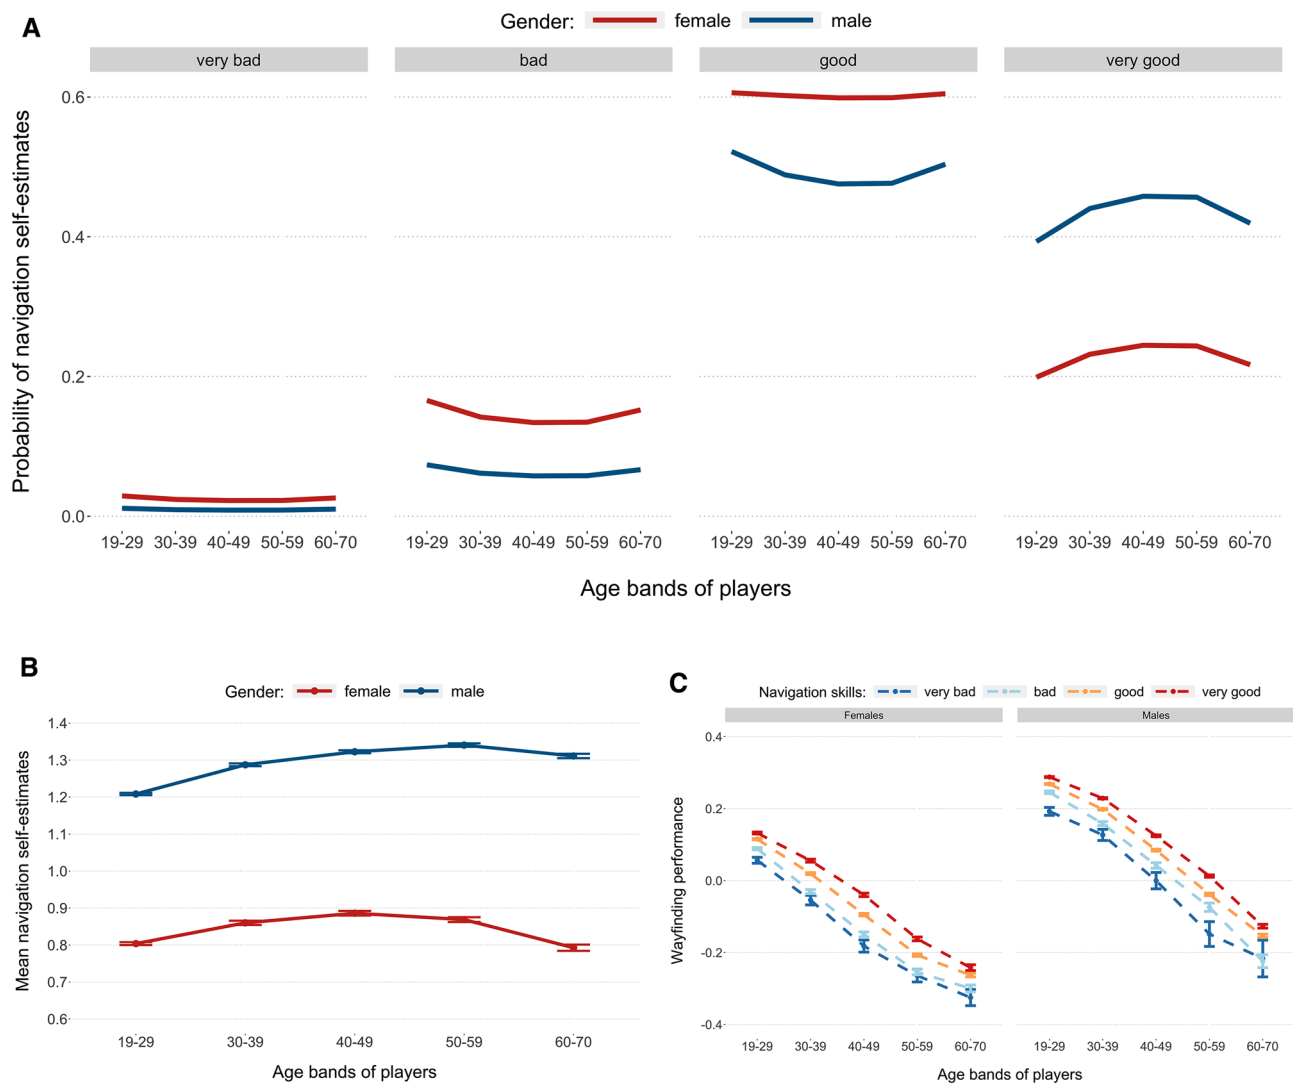 A
Gender: female male
very bad bad good very good
Probability of navigation self-estimates
0.6
0.4
0.2
0.0
19-29 30-39 40-49 50-59 60-70 19-29 30-39 40-49 50-59 60-70 19-29 30-39 40-49 50-59 60-70 19-29 30-39 40-49 50-59 60-70
Age bands of players
B
Gender: female male
Mean navigation self-estimates
1.4
1.3
1.2
1.1
1.0
0.9
0.8
0.7
0.6
19-29 30-39 40-49 50-59 60-70
Age bands of players
C
Navigation skills: very bad bad good very good
Females Males
Wayfinding performance
0.4
0.2
0.0
-0.2
-0.4
19-29 30-39 40-49 50-59 60-70 19-29 30-39 40-49 50-59 60-70
Age bands of players